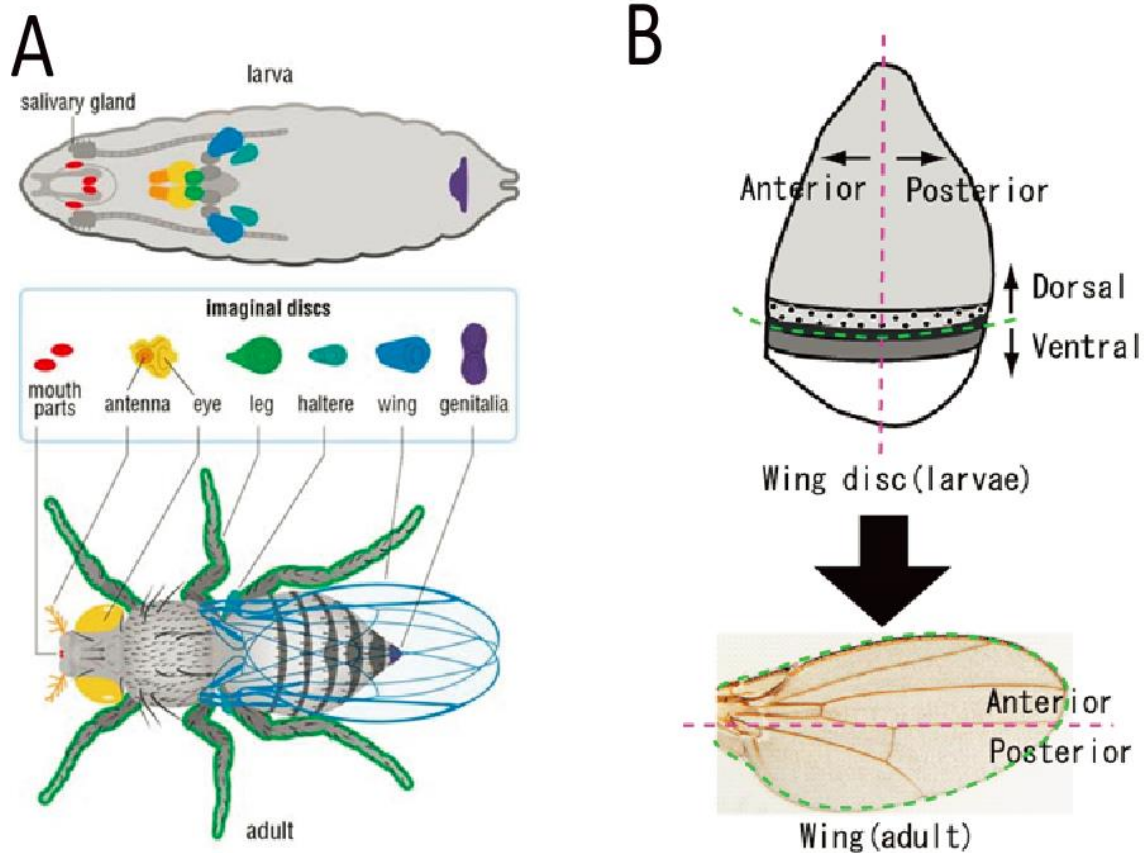 A
larva
salivary gland
imaginal discs
mouth
parts
antenna
eye
leg
haltere
wing
genitalia
adult
B
Anterior
Posterior
Dorsal
Ventral
Wing disc(larvae)
Anterior
Posterior
Wing(adult)